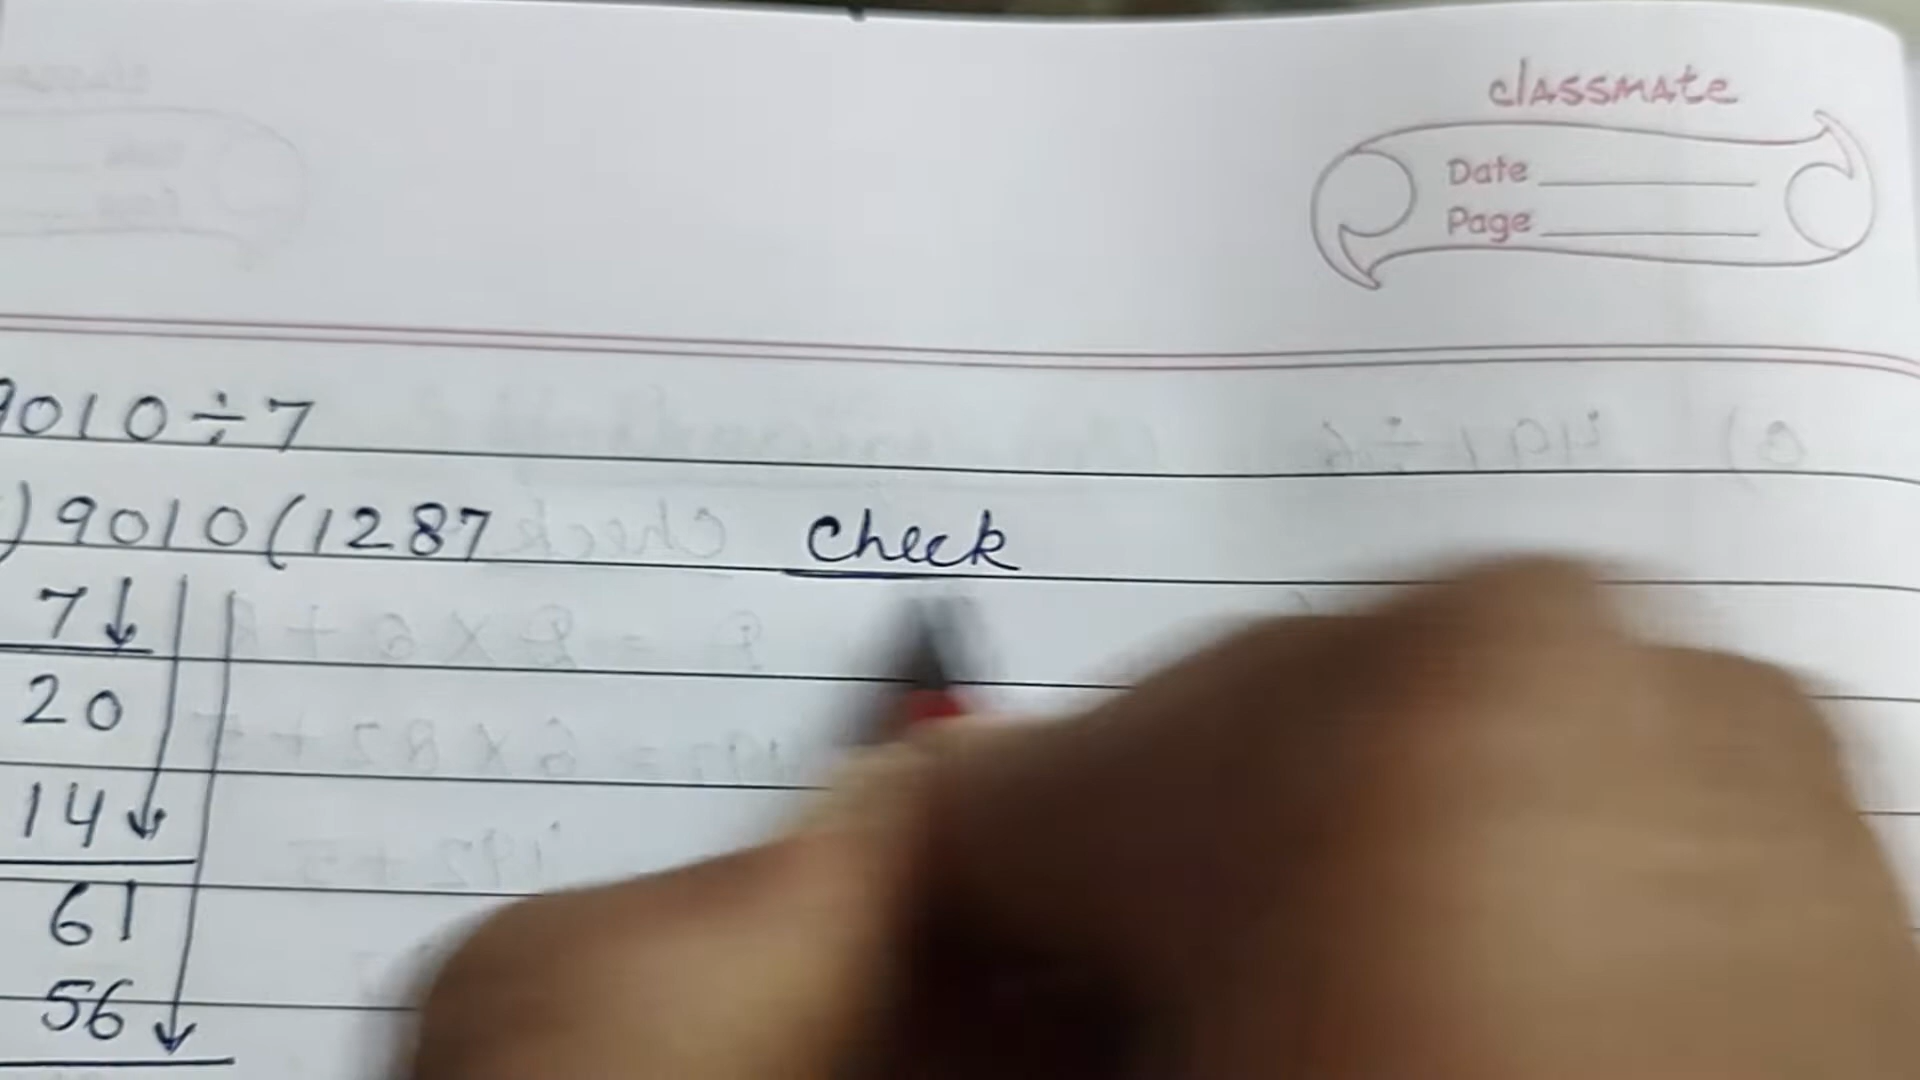 classmate
Date
Page
9010÷7
)9010(1287
Check
7
20
14
61
56